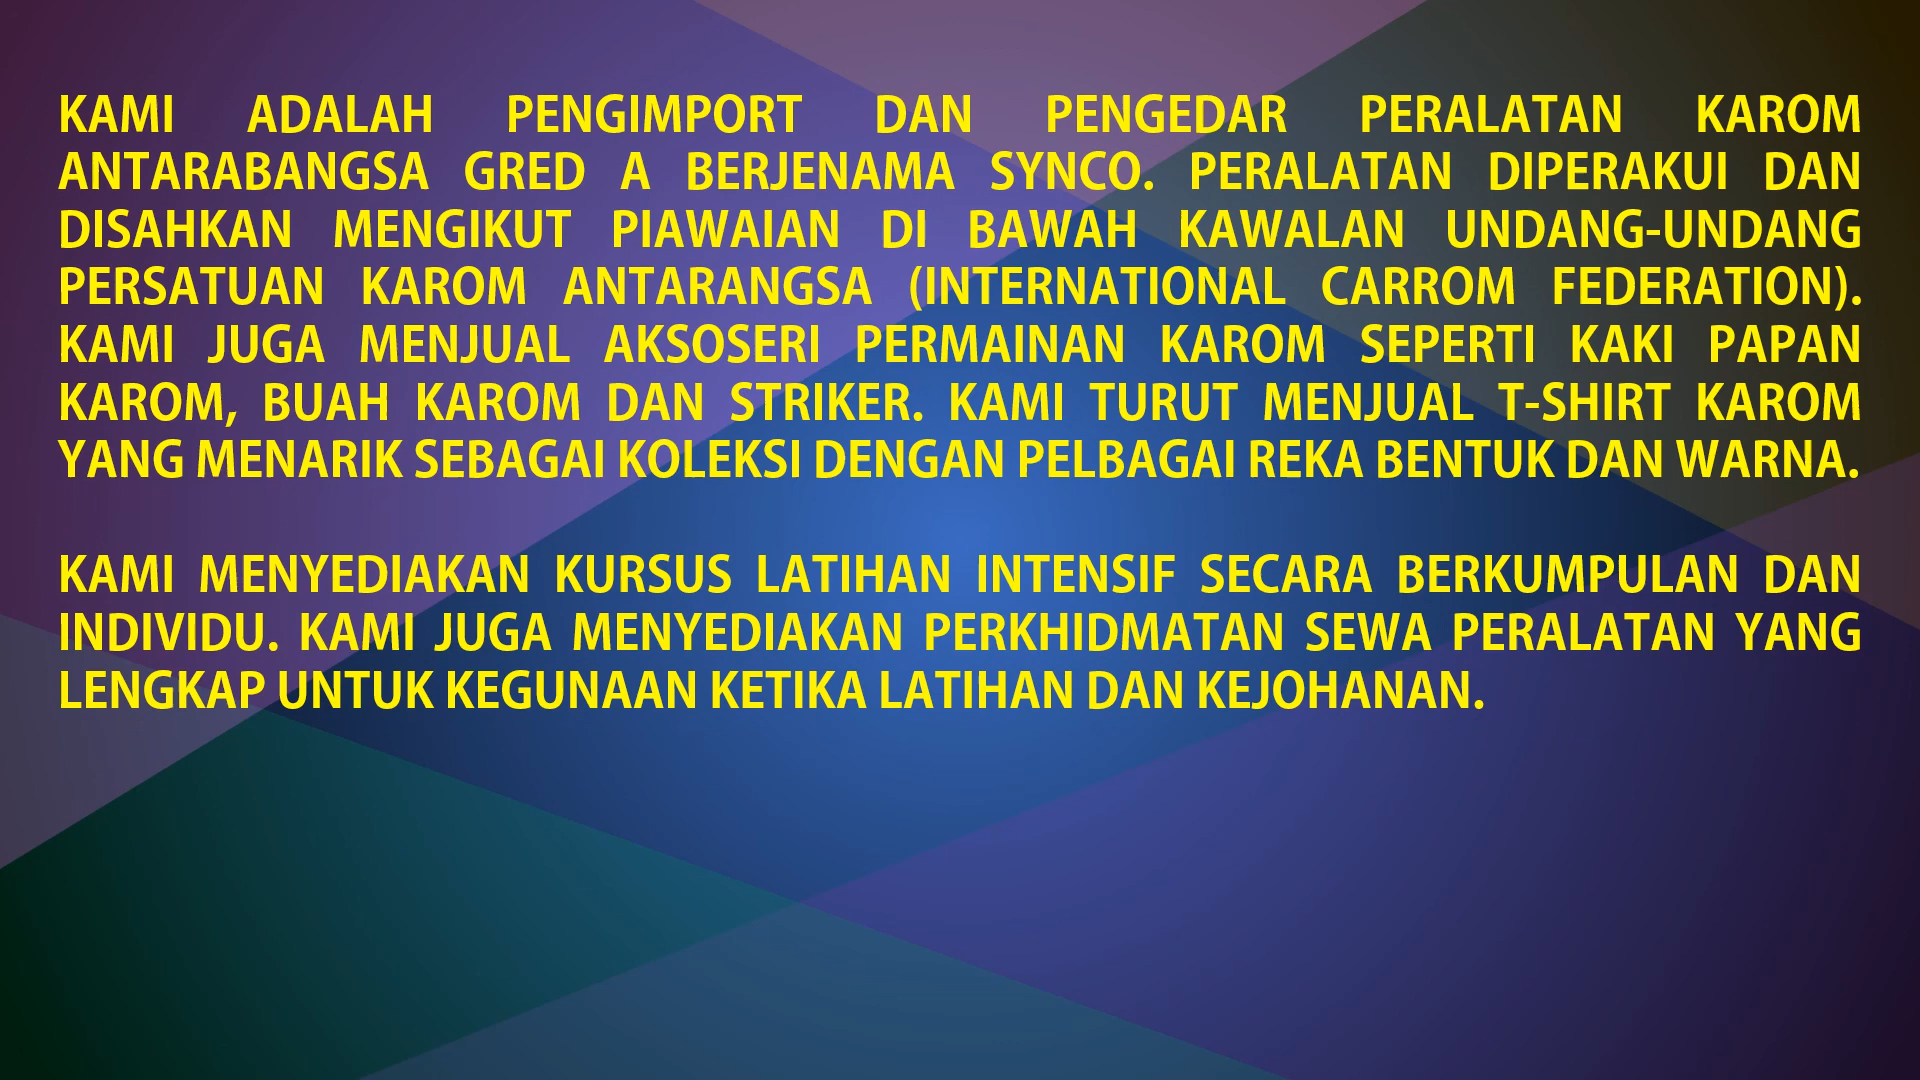 KAMI ADALAH PENGIMPORT DAN PENGEDAR PERALATAN KAROM
ANTARABANGSA GRED A BERJENAMA SYNCO. PERALATAN DIPERAKUI DAN
DISAHKAN MENGIKUT PIAWAIAN DI BAWAH KAWALAN UNDANG-UNDANG
PERSATUAN KAROM ANTARANGSA (INTERNATIONAL CARROM FEDERATION).
KAMI JUGA MENJUAL AKSOSERI PERMAINAN KAROM SEPERTI KAKI PAPAN
KAROM, BUAH KAROM DAN STRIKER. KAMI TURUT MENJUAL T-SHIRT KAROM
YANG MENARIK SEBAGAI KOLEKSI DENGAN PELBAGAI REKA BENTUK DAN WARNA.
KAMI MENYEDIAKAN KURSUS LATIHAN INTENSIF SECARA BERKUMPULAN DAN
INDIVIDU. KAMI JUGA MENYEDIAKAN PERKHIDMATAN SEWA PERALATAN YANG
LENGKAP UNTUK KEGUNAAN KETIKA LATIHAN DAN KEJOHANAN.